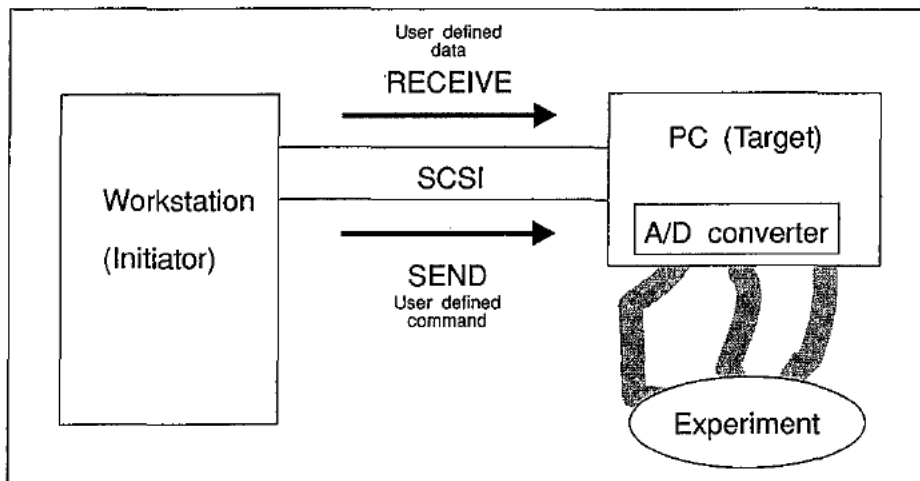 User defined
data
RECEIVE
Workstation
(Initiator)
SCSI
SEND
User defined
command
PC (Target)
A/D converter
Experiment